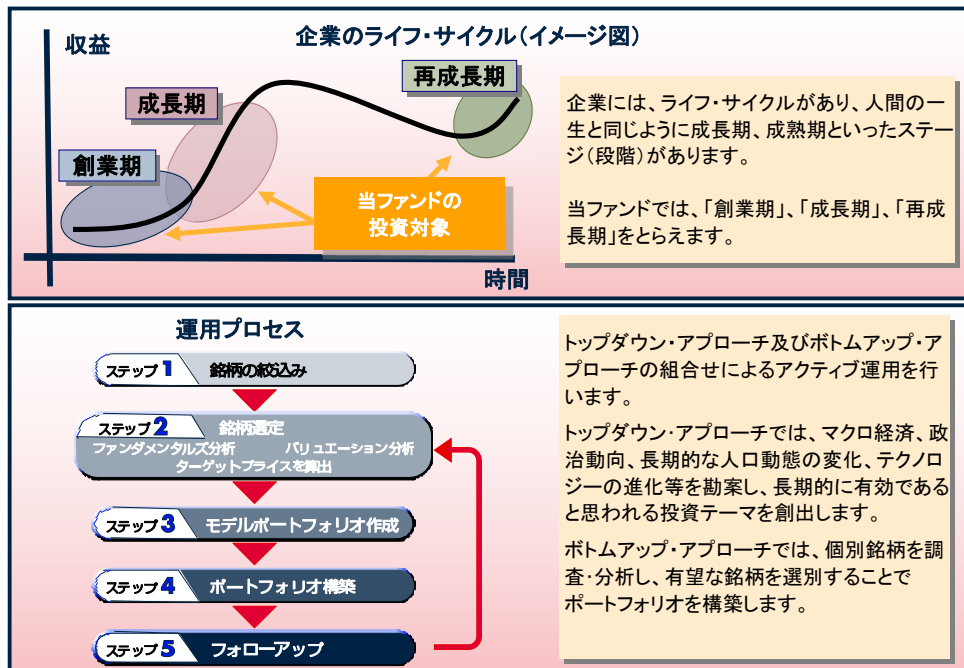 企業のライフ・サイクル(イメージ図)
収益
再成長期
成長期
創業期
当ファンドの
投資対象
時間
企業には、ライフ・サイクルがあり、人間の一
生と同じように成長期、成熟期といったステー
ジ(段階)があります。
当ファンドでは、「創業期」、「成長期」、「再成
長期」をとらえます。
運用プロセス
ステップ 1 銘柄の絞込み
ステップ 2 銘柄選定
ファンダメンタルズ分析 バリュエーション分析
ターゲットプライスを算出
ステップ 3 モデルポートフォリオ作成
ステップ 4 ポートフォリオ構築
ステップ 5 フォローアップ
トップダウン・アプローチ及びボトムアップ・ア
プローチの組合せによるアクティブ運用を行
います。
トップダウン・アプローチでは、マクロ経済、政
治動向、長期的な人口動態の変化、テクノロ
ジーの進化等を勘案し、長期的に有効である
と思われる投資テーマを創出します。
ボトムアップ・アプローチでは、個別銘柄を調
査・分析し、有望な銘柄を選別することで
ポートフォリオを構築します。